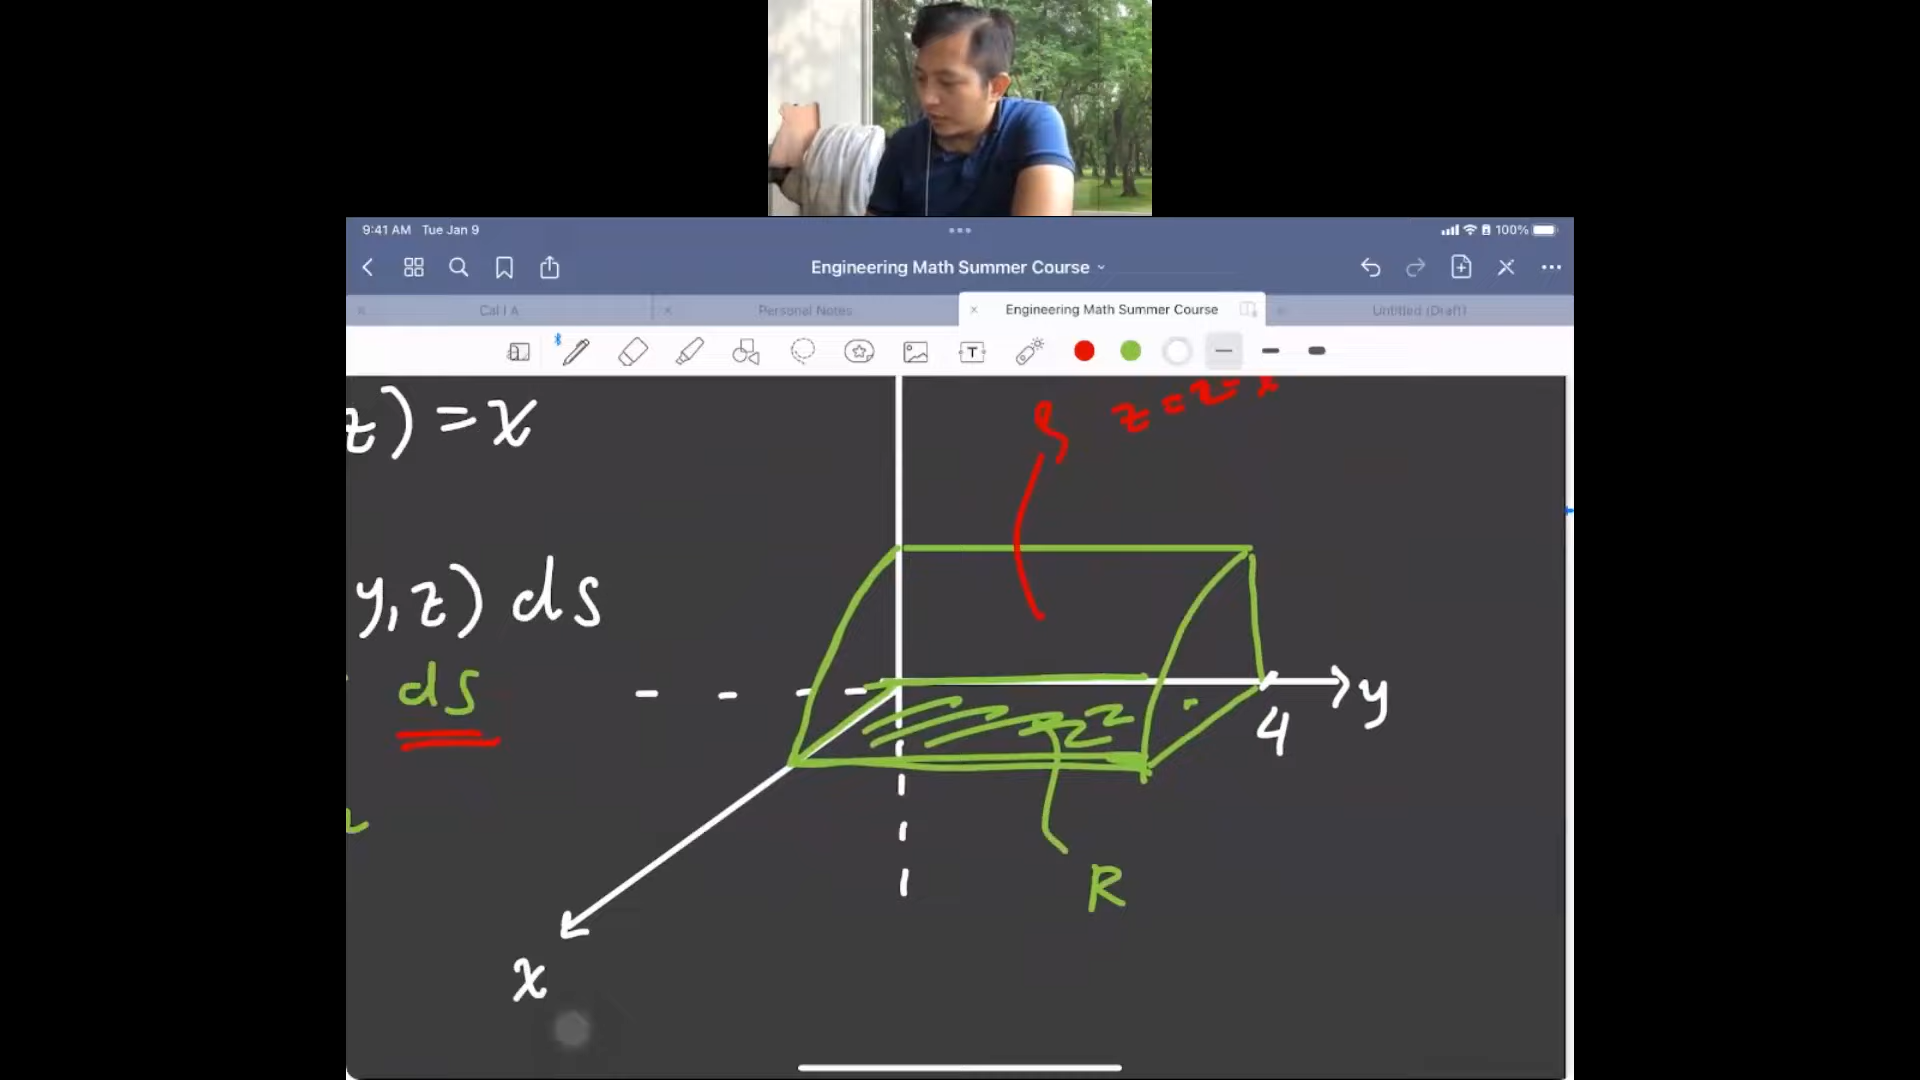 9:41 AM Tue Jan 9
100%
Engineering Math Summer Course
Cal I A
Personal Notes
Engineering Math Summer Course
Untitled (Draft)
T
z) = x
S
y, z) ds
ds
y
4
R
x